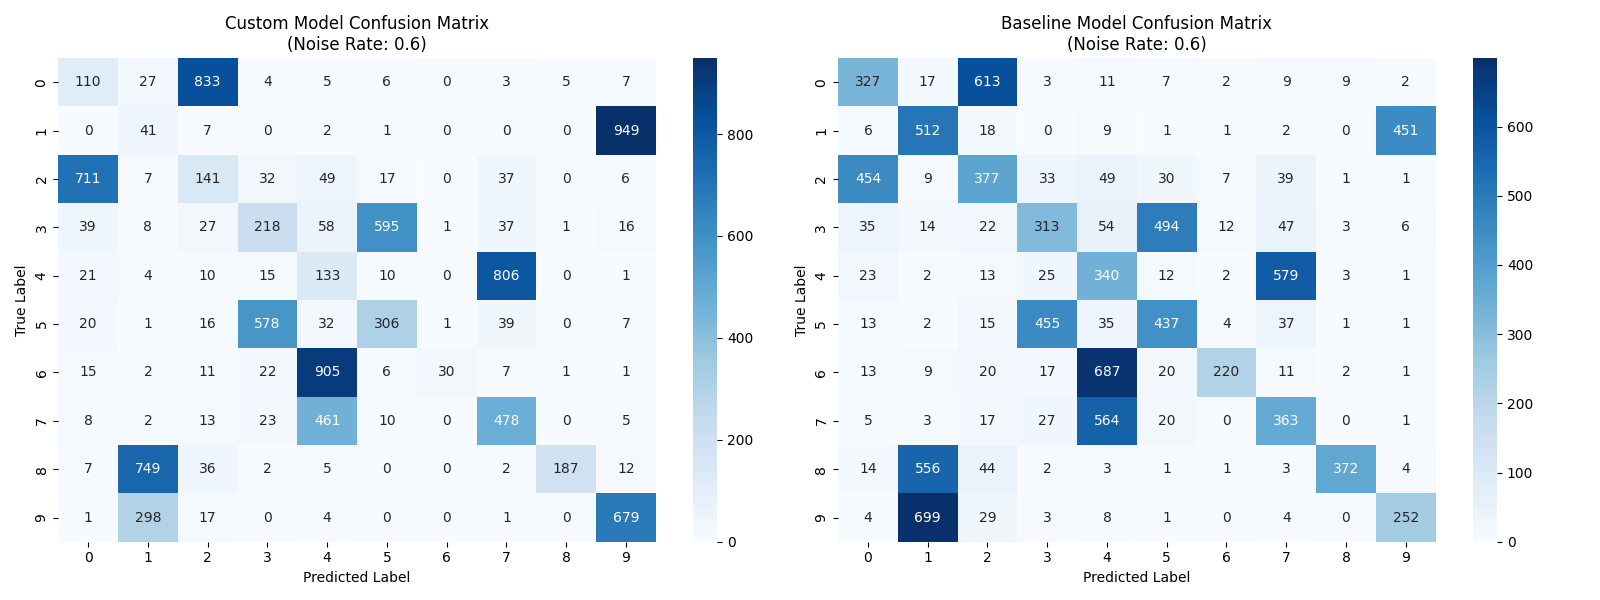 Custom Model Confusion Matrix
(Noise Rate: 0.6)
True Label
0 110 27 833 4 5 6 0 3 5 7
1 0 41 7 0 2 1 0 0 0 949
2 711 7 141 32 49 17 0 37 0 6
3 39 8 27 218 58 595 1 37 1 16
4 21 4 10 15 133 10 0 806 0 1
5 20 1 16 578 32 306 1 39 0 7
6 15 2 11 22 905 6 30 7 1 1
7 8 2 13 23 461 10 0 478 0 5
8 7 749 36 2 5 0 0 2 187 12
9 1 298 17 0 4 0 0 1 0 679
0 1 2 3 4 5 6 7 8 9
Predicted Label
800
600
400
200
0
Baseline Model Confusion Matrix
(Noise Rate: 0.6)
True Label
0 327 17 613 3 11 7 2 9 9 2
1 6 512 18 0 9 1 1 2 0 451
2 454 9 377 33 49 30 7 39 1 1
3 35 14 22 313 54 494 12 47 3 6
4 23 2 13 25 340 12 2 579 3 1
5 13 2 15 455 35 437 4 37 1 1
6 13 9 20 17 687 20 220 11 2 1
7 5 3 17 27 564 20 0 363 0 1
8 14 556 44 2 3 1 1 3 372 4
9 4 699 29 3 8 1 0 4 0 252
0 1 2 3 4 5 6 7 8 9
Predicted Label
600
500
400
300
200
100
0